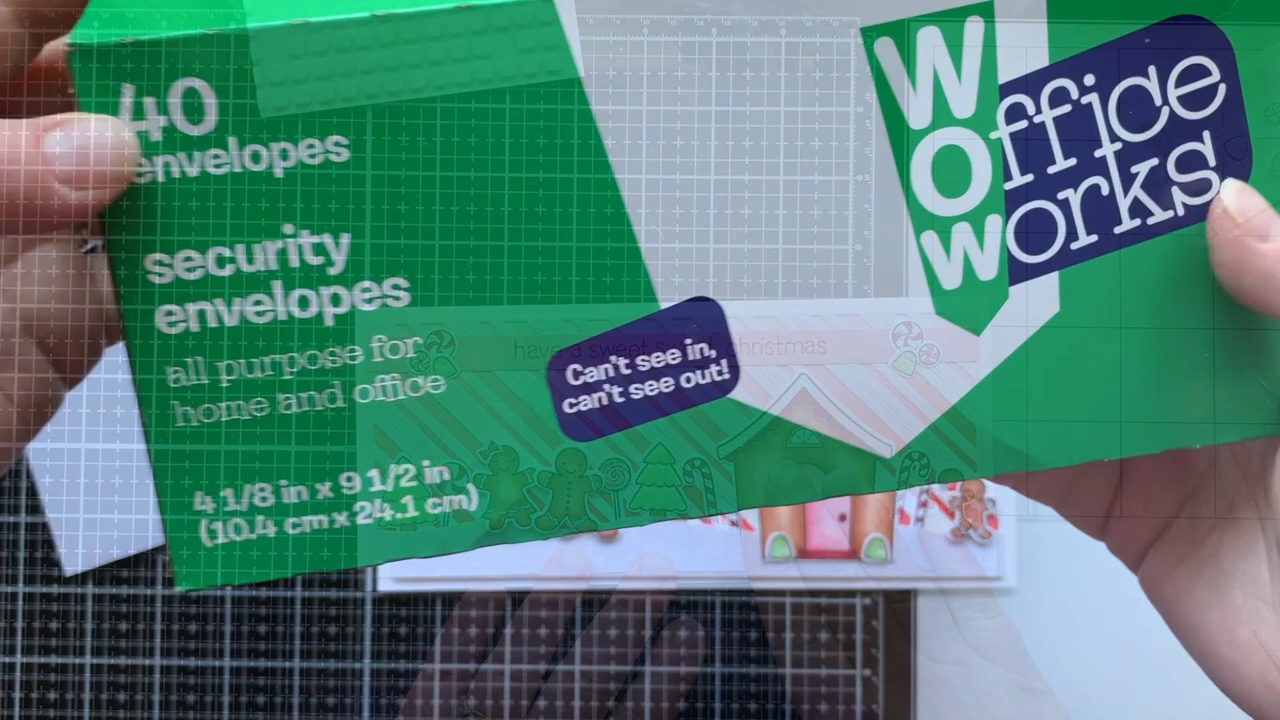 40
envelopes
security
envelopes
all purpose for
home and office
4 1/8 in x 9 1/2 in
(10.4 cm x 24.1 cm)
Can't see in,
can't see out!
WOW
Office
works
have a sweet christmas